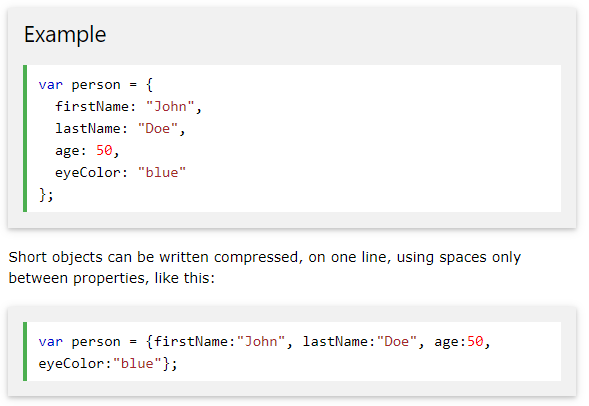 Example
var person = {
  firstName: "John",
  lastName: "Doe",
  age: 50,
  eyeColor: "blue"
};
Short objects can be written compressed, on one line, using spaces only
between properties, like this:
var person = {firstName:"John", lastName:"Doe", age:50,
eyeColor:"blue"};